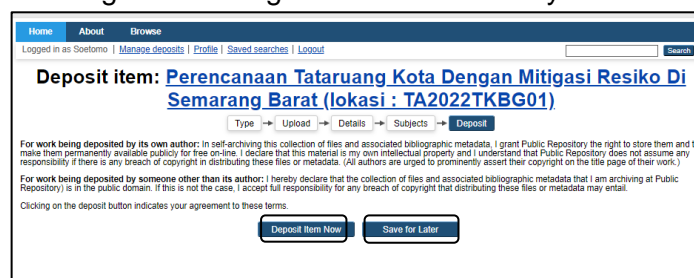 Home About Browse
Logged in as Soetomo | Manage deposits | Profile | Saved searches | Logout Search
Deposit item: Perencanaan Tataruang Kota Dengan Mitigasi Resiko Di
Semarang Barat (lokasi : TA2022TKBG01)
Type Upload Details Subjects Deposit
For work being deposited by its own author: In self-archiving this collection of files and associated bibliographic metadata, I grant Public Repository the right to store them and t
make them permanently available publicly for free on-line. I declare that this material is my own intellectual property and I understand that Public Repository does not assume any
responsibility if there is any breach of copyright in distributing these files or metadata. (All authors are urged to prominently assert their copyright on the title page of their work.)
For work being deposited by someone other than its author: I hereby declare that the collection of files and associated bibliographic metadata that I am archiving at Public
Repository) is in the public domain. If this is not the case, I accept full responsibility for any breach of copyright that distributing these files or metadata may entail.
Clicking on the deposit button indicates your agreement to these terms.
Deposit Item Now Save for Later